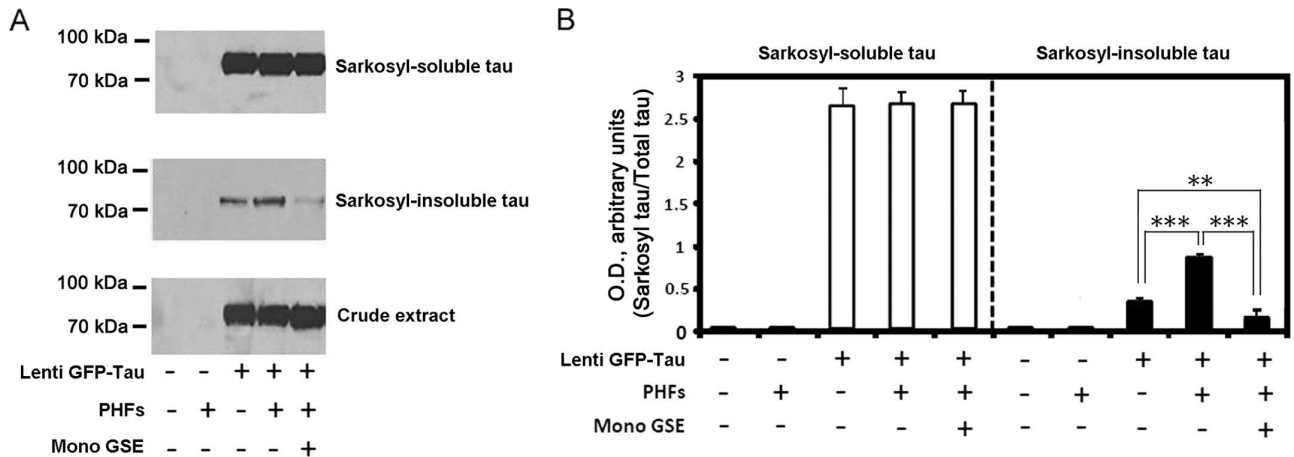 A
100 kDa
70 kDa
Sarkosyl-soluble tau
100 kDa
70 kDa
Sarkosyl-insoluble tau
100 kDa
70 kDa
Crude extract
Lenti GFP-Tau - - + + +
PHFs - + - + +
Mono GSE - - - - +
B
Sarkosyl-soluble tau Sarkosyl-insoluble tau
O.D., arbitrary units
(Sarkosyl tau/Total tau)
3
2.5
2
1.5
1
0.5
0
**
*** ***
Lenti GFP-Tau - - + + + - - + + +
PHFs - + - + + - + - + +
Mono GSE - - - - + - - - - +